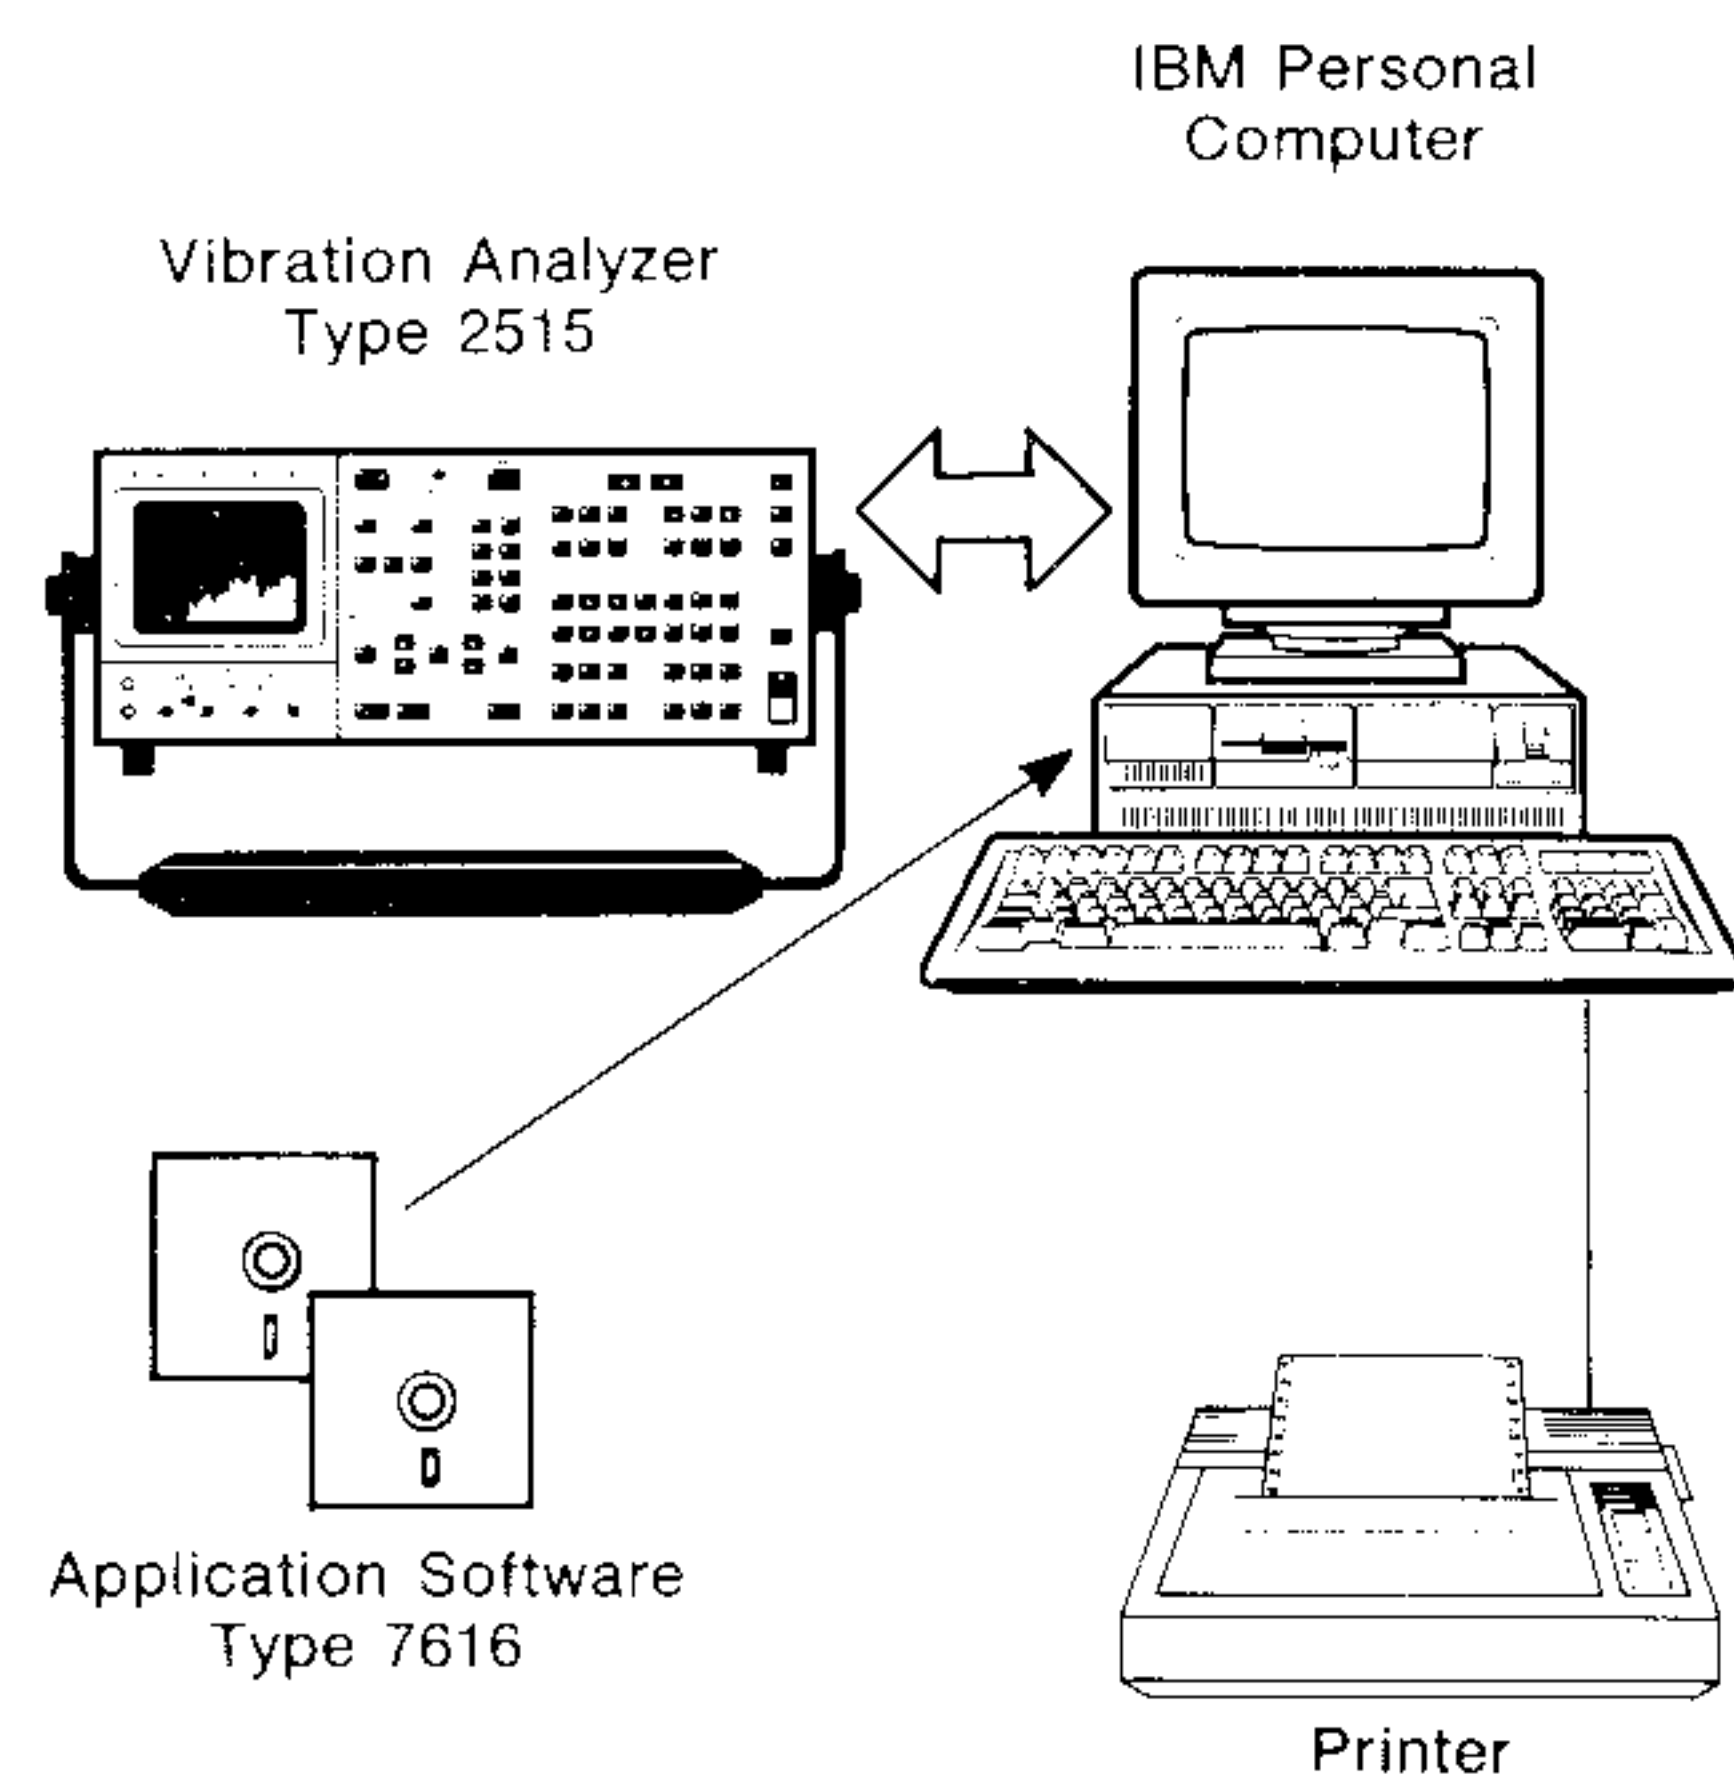 IBM Personal
Computer
Vibration Analyzer
Type 2515
Application Software
Type 7616
Printer